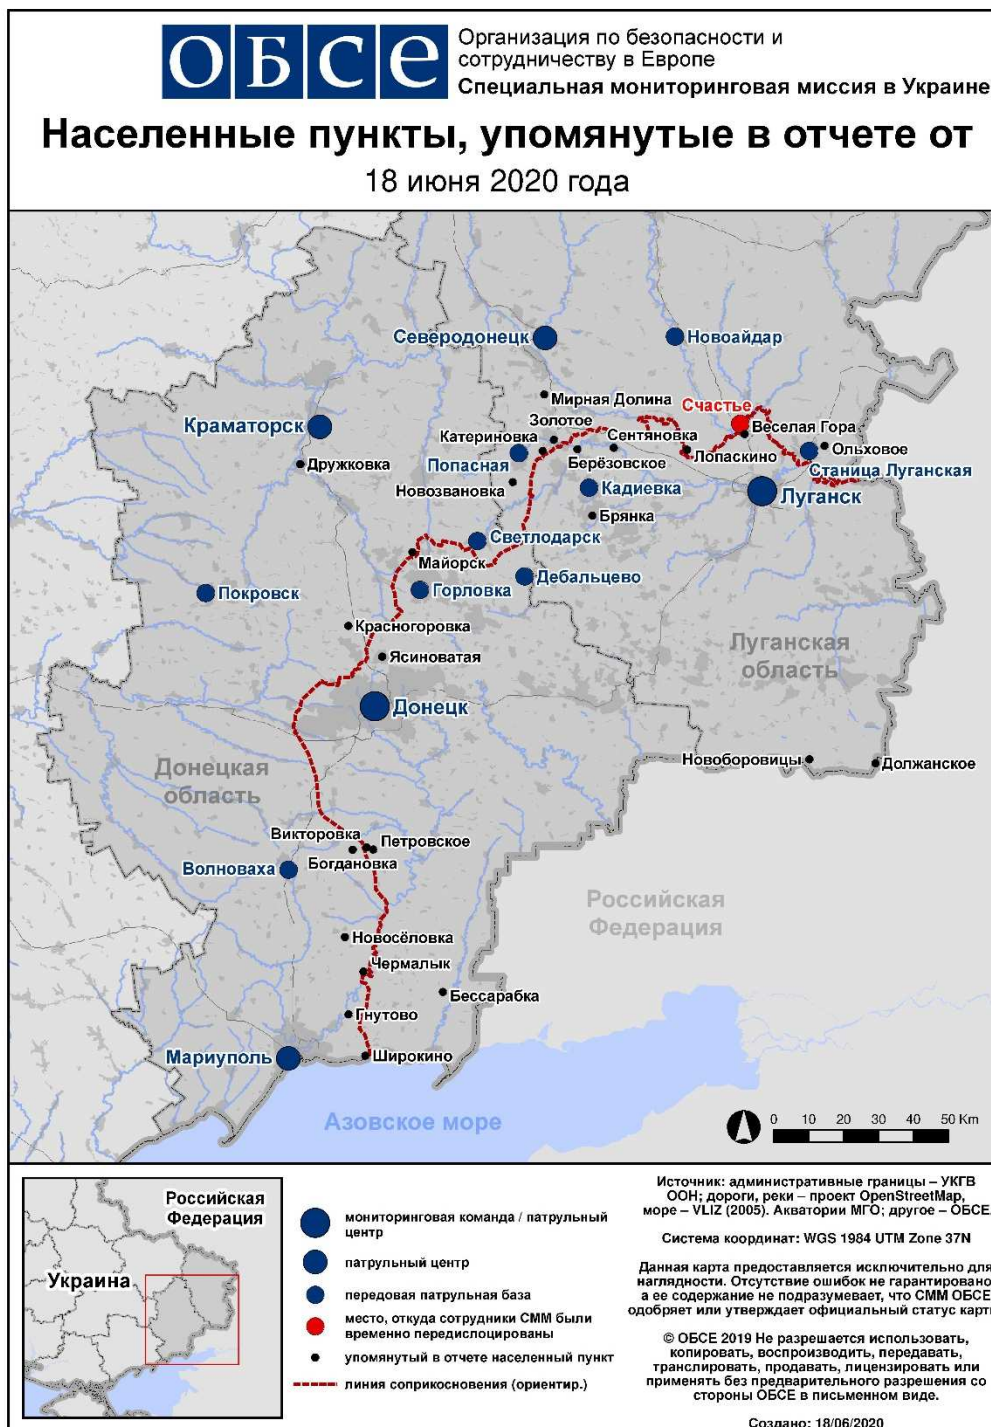 ОБСЕ
Организация по безопасности и
сотрудничеству в Европе
Специальная мониторинговая миссия в Украине
Населенные пункты, упомянутые в отчете от
18 июня 2020 года
Северодонецк
Новоайдар
Мирная Долина
Счастье
Золотое
Веселая Гора
Краматорск
Катериновка
Сентяновка
Ольховое
Попасная
Берёзовское
Лопаскино
Дружковка
Станица Луганская
Новозвановка
Кадиевка
Луганск
Брянка
Светлодарск
Майорск
Дебальцево
Покровск
Горловка
Красногоровка
Луганская
область
Ясиноватая
Донецк
Новоборовицы
Должанское
Донецкая
область
Викторовка
Петровское
Богдановка
Волноваха
Российская
Федерация
Новосёловка
Чермалык
Бессарабка
Гнутово
Мариуполь
Широкино
Азовское море
0 10 20 30 40 50 Km
Российская
Федерация
Украина
мониторинговая команда / патрульный
центр
патрульный центр
передовая патрульная база
место, откуда сотрудники СММ были
временно передислоцированы
упомянутый в отчете населенный пункт
линия соприкосновения (ориентир.)
Источник: административные границы – УКГВ
ООН; дороги, реки – проект OpenStreetMap,
море – VLIZ (2005). Акватории МГО; другое – ОБСЕ.
Система координат: WGS 1984 UTM Zone 37N
Данная карта предоставляется исключительно для
наглядности. Отсутствие ошибок не гарантировано,
а ее содержание не подразумевает, что СММ ОБСЕ
одобряет или утверждает официальный статус карты
© ОБСЕ 2019 Не разрешается использовать,
копировать, воспроизводить, передавать,
транслировать, продавать, лицензировать или
применять без предварительного разрешения со
стороны ОБСЕ в письменном виде.
Создано: 18/06/2020